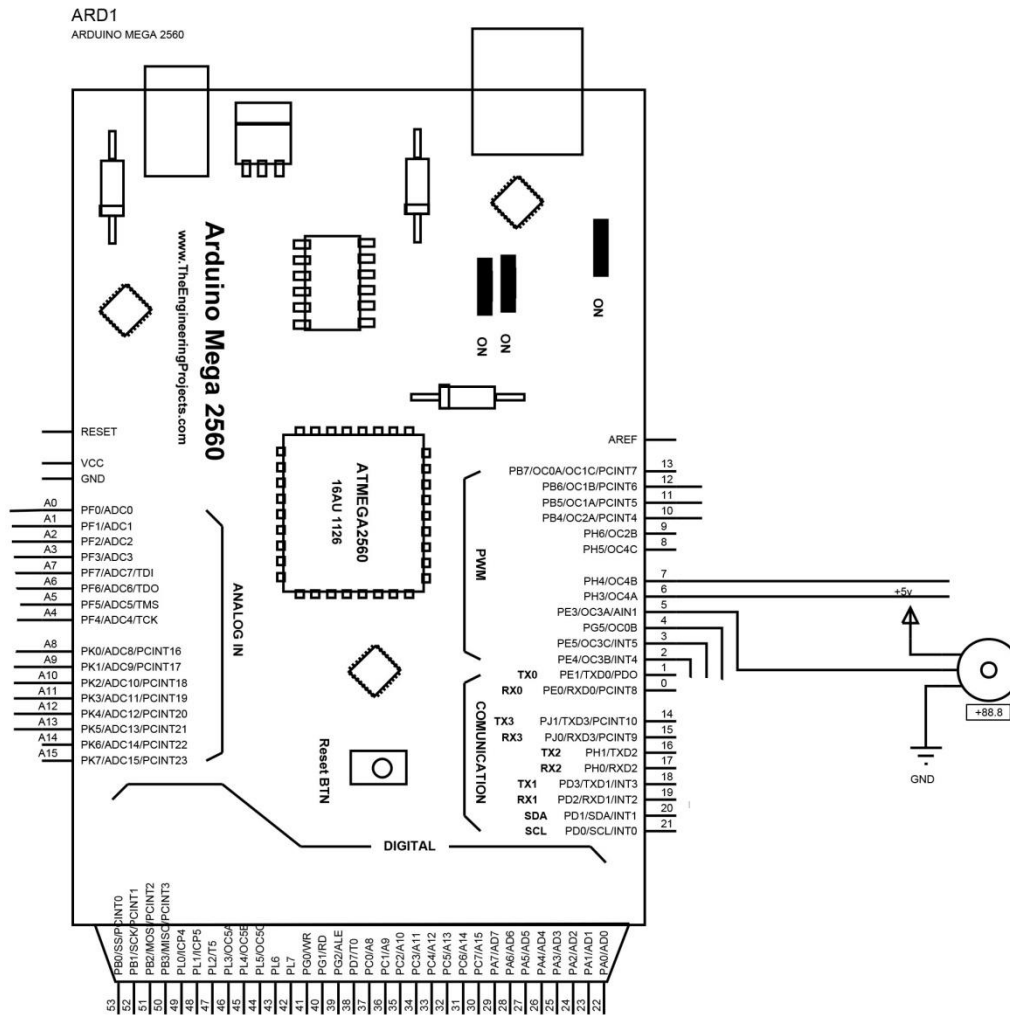 ARD1
ARDUINO MEGA 2560
Arduino Mega 2560
www.TheEngineeringProjects.com
ON
ON
ON
ATMEGA2560
16AU 1126
RESET
VCC
GND
A0 PF0/ADC0
A1 PF1/ADC1
A2 PF2/ADC2
A3 PF3/ADC3
A7 PF7/ADC7/TDI
A6 PF6/ADC6/TDO
A5 PF5/ADC5/TMS
A4 PF4/ADC4/TCK
A8 PK0/ADC8/PCINT16
A9 PK1/ADC9/PCINT17
A10 PK2/ADC10/PCINT18
A11 PK3/ADC11/PCINT19
A12 PK4/ADC12/PCINT20
A13 PK5/ADC13/PCINT21
A14 PK6/ADC14/PCINT22
A15 PK7/ADC15/PCINT23
ANALOG IN
PWM
COMUNICATION
Reset BTN
DIGITAL
AREF
PB7/OC0A/OC1C/PCINT7 13
PB6/OC1B/PCINT6 12
PB5/OC1A/PCINT5 11
PB4/OC2A/PCINT4 10
PH6/OC2B 9
PH5/OC4C 8
PH4/OC4B 7
PH3/OC4A 6
PE3/OC3A/AIN1 5
PG5/OC0B 4
PE5/OC3C/INT5 3
PE4/OC3B/INT4 2
TX0 PE1/TXD0/PDO 1
RX0 PE0/RXD0/PCINT8 0
TX3 PJ1/TXD3/PCINT10 14
RX3 PJ0/RXD3/PCINT9 15
TX2 PH1/TXD2 16
RX2 PH0/RXD2 17
TX1 PD3/TXD1/INT3 18
RX1 PD2/RXD1/INT2 19
SDA PD1/SDA/INT1 20
SCL PD0/SCL/INT0 21
+5v
+88.8
GND
PB0/SS/PCINT0 53
PB1/SCK/PCINT1 52
PB2/MOSI/PCINT2 51
PB3/MISO/PCINT3 50
PL0/ICP4 49
PL1/ICP5 48
PL2/T5 47
PL3/OC5A 46
PL4/OC5B 45
PL5/OC5C 44
PL6 43
PL7 42
PG0/WR 41
PG1/RD 40
PG2/ALE 39
PD7/T0 38
PC0/A8 37
PC1/A9 36
PC2/A10 35
PC3/A11 34
PC4/A12 33
PC5/A13 32
PC6/A14 31
PC7/A15 30
PA7/AD7 29
PA6/AD6 28
PA5/AD5 27
PA4/AD4 26
PA3/AD3 25
PA2/AD2 24
PA1/AD1 23
PA0/AD0 22